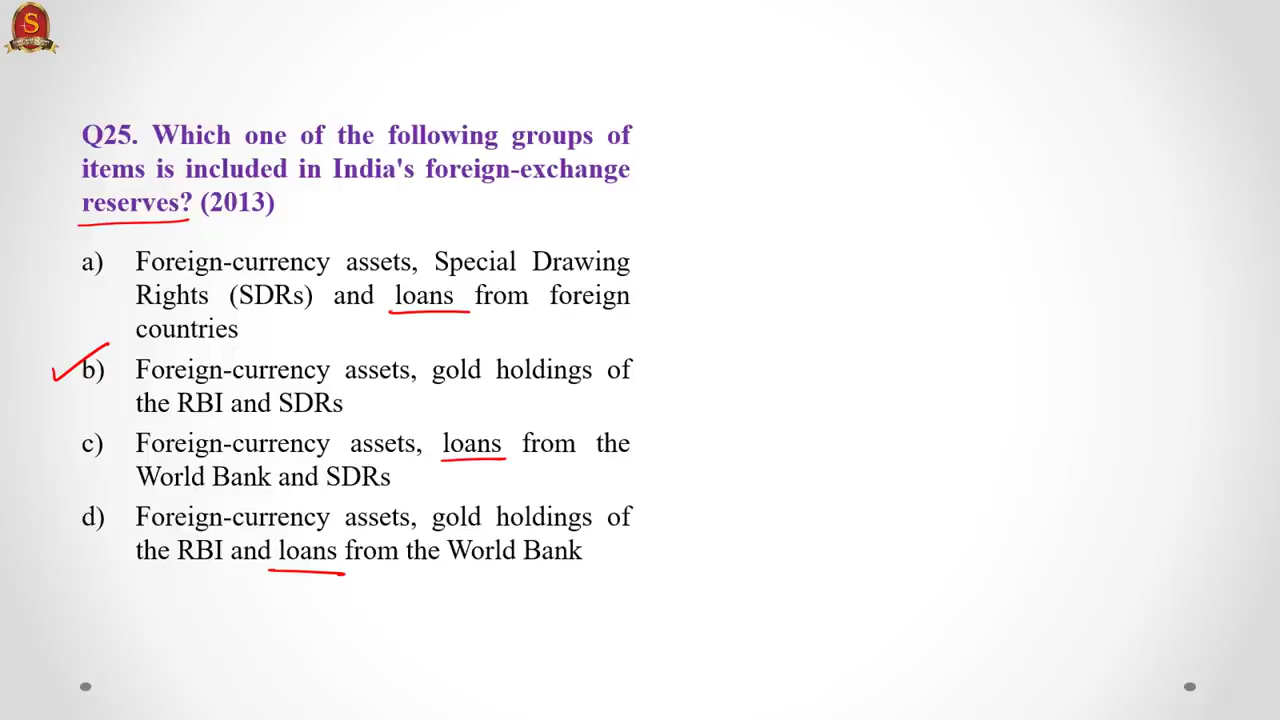 S
Q25. Which one of the following groups of
items is included in India's foreign-exchange
reserves? (2013)
a) Foreign-currency assets, Special Drawing
Rights (SDRs) and loans from foreign
countries
b) Foreign-currency assets, gold holdings of
the RBI and SDRs
c) Foreign-currency assets, loans from the
World Bank and SDRs
d) Foreign-currency assets, gold holdings of
the RBI and loans from the World Bank